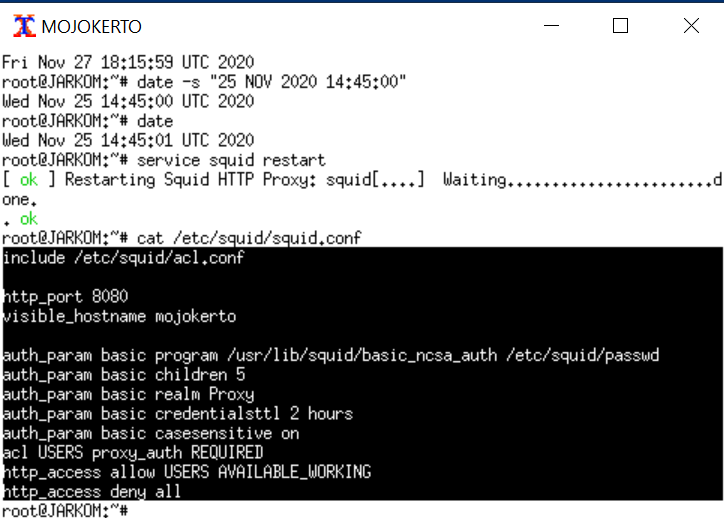 MOJOKERTO
Fri Nov 27 18:15:59 UTC 2020
root@JARKOM:~# date -s "25 NOV 2020 14:45:00"
Wed Nov 25 14:45:00 UTC 2020
root@JARKOM:~# date
Wed Nov 25 14:45:01 UTC 2020
root@JARKOM:~# service squid restart
[ ok ] Restarting Squid HTTP Proxy: squid[....]  Waiting.......................d
one.
. ok
root@JARKOM:~# cat /etc/squid/squid.conf
include /etc/squid/acl.conf

http_port 8080
visible_hostname mojokerto

auth_param basic program /usr/lib/squid/basic_ncsa_auth /etc/squid/passwd
auth_param basic children 5
auth_param basic realm Proxy
auth_param basic credentialsttl 2 hours
auth_param basic casesensitive on
acl USERS proxy_auth REQUIRED
http_access allow USERS AVAILABLE_WORKING
http_access deny all
root@JARKOM:~#